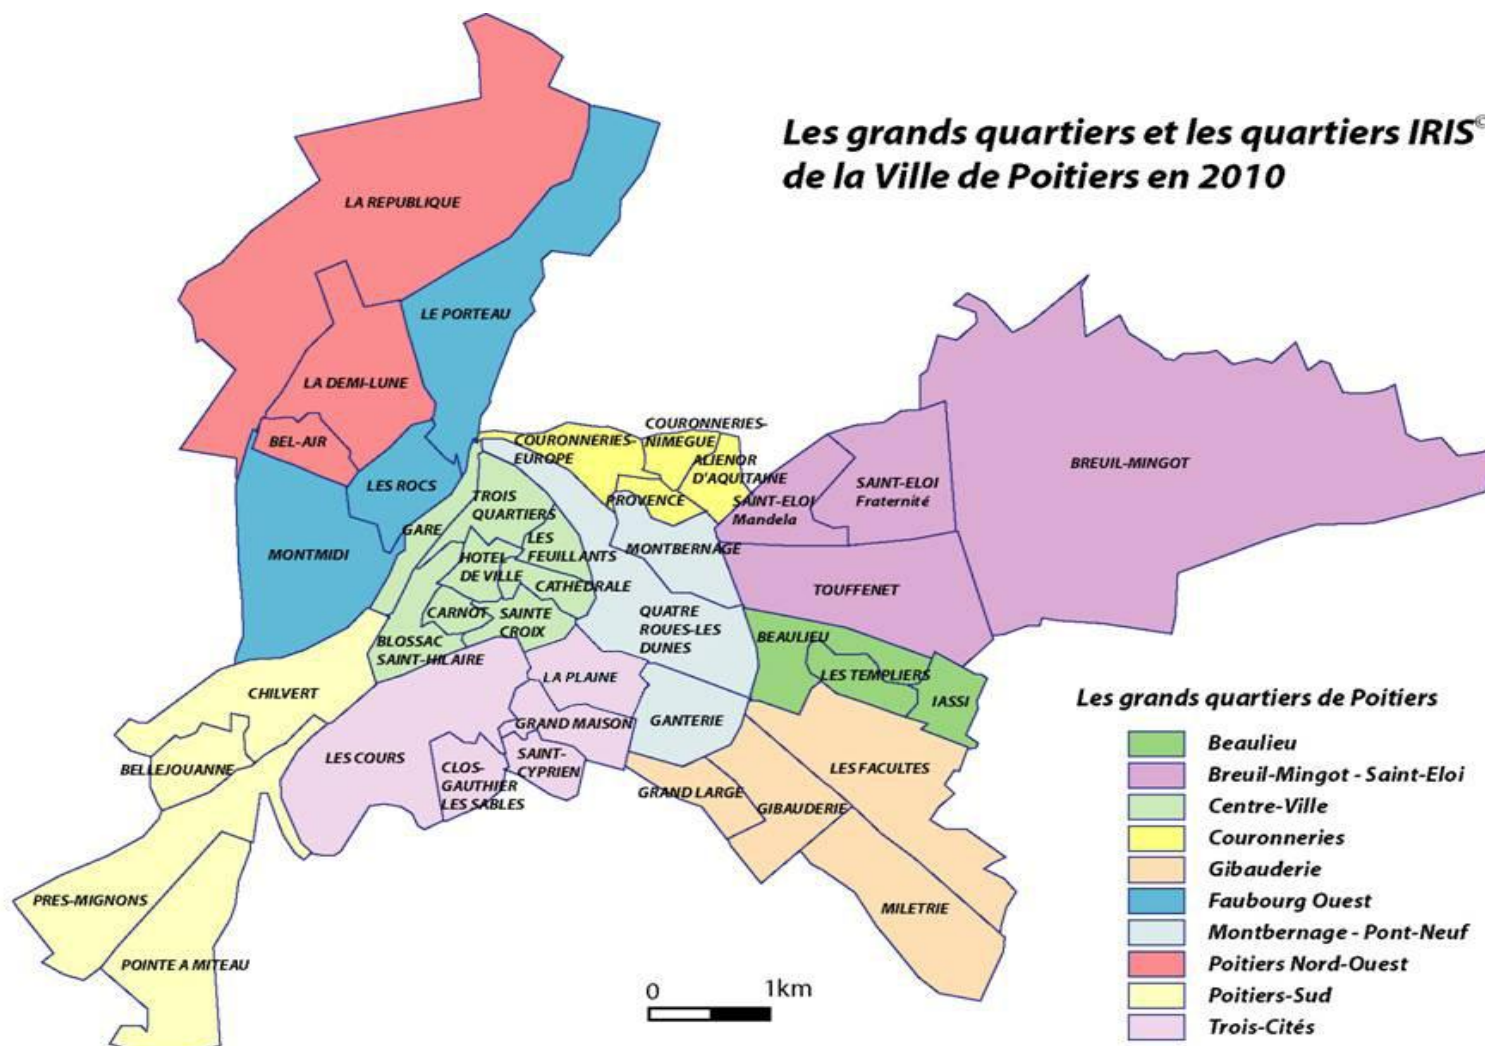 Les grands quartiers et les quartiers IRIS©
de la Ville de Poitiers en 2010
LA REPUBLIQUE
LE PORTEAU
LA DEMI-LUNE
BEL-AIR
LES ROCS
MONTMIDI
COURONNERIES-
EUROPE
COURONNERIES-
NIMEGUE
ALIENOR
D'AQUITAINE
PROVENCE
SAINT-ELOI
Mandela
SAINT-ELOI
Fraternité
BREUIL-MINGOT
TROIS
QUARTIERS
GARE
LES
FEUILLANTS
HOTEL
DE VILLE
CATHEDRALE
CARNOT
SAINTE
CROIX
BLOSSAC
SAINT-HILAIRE
MONTBERNAGE
QUATRE
ROUES-LES
DUNES
TOUFFENET
BEAULIEU
LES TEMPLIERS
IASSI
CHILVERT
LA PLAINE
GRAND MAISON
GANTERIE
BELLEJOUANNE
LES COURS
CLOS-
GAUTHIER
LES SABLES
SAINT-
CYPRIEN
GRAND LARGE
GIBAUDERIE
LES FACULTES
MILETRIE
PRES-MIGNONS
POINTE A MITEAU
0 1km
Les grands quartiers de Poitiers
Beaulieu
Breuil-Mingot - Saint-Eloi
Centre-Ville
Couronneries
Gibauderie
Faubourg Ouest
Montbernage - Pont-Neuf
Poitiers Nord-Ouest
Poitiers-Sud
Trois-Cités